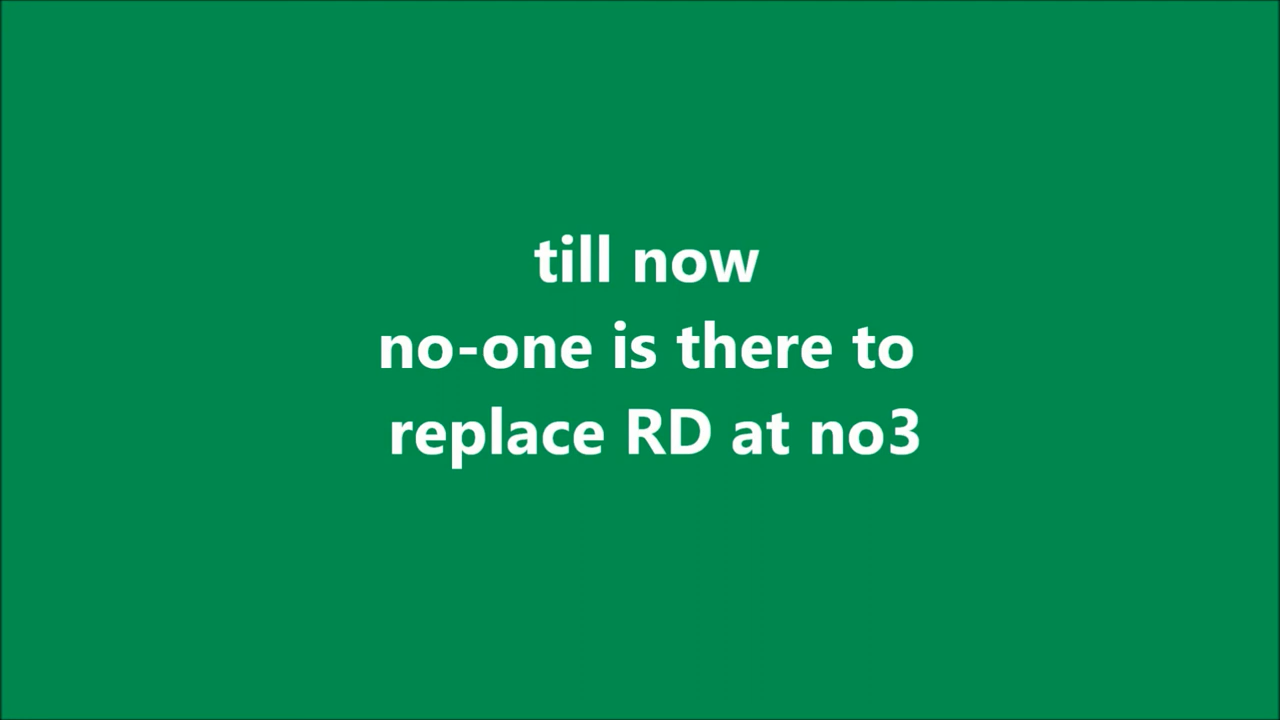 till now
no-one is there to
replace RD at no3